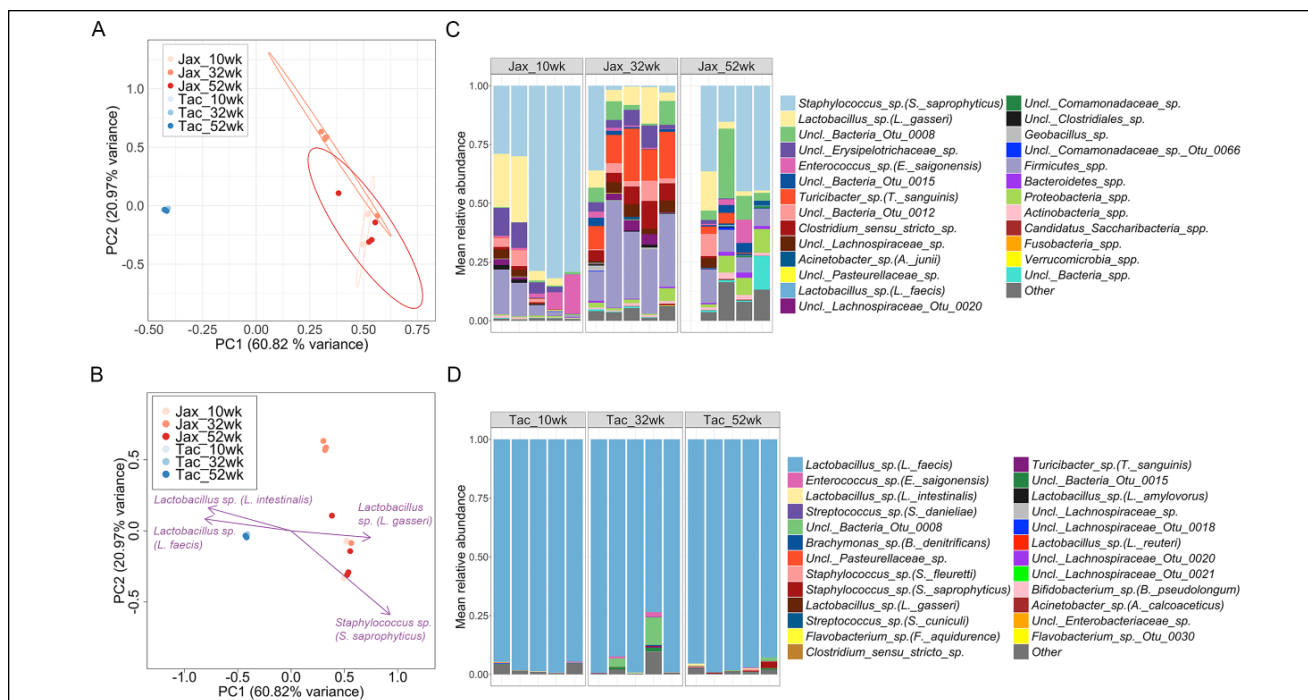 A
Jax_10wk
Jax_32wk
Jax_52wk
Tac_10wk
Tac_32wk
Tac_52wk
1.0
0.5
0.0
-0.5
PC2 (20.97% variance)
-0.50
-0.25
0.00
0.25
0.50
0.75
PC1 (60.82 % variance)
C
Jax_10wk
Jax_32wk
Jax_52wk
1.00
0.75
0.50
0.25
0.00
Mean relative abundance
Staphylococcus_sp.(S._saprophyticus)
Lactobacillus_sp.(L._gasseri)
Uncl._Bacteria_Otu_0008
Uncl._Erysipelotrichaceae_sp.
Enterococcus_sp.(E._saigonensis)
Uncl._Bacteria_Otu_0015
Turicibacter_sp.(T._sanguinis)
Uncl._Bacteria_Otu_0012
Clostridium_sensu_stricto_sp.
Uncl._Lachnospiraceae_sp.
Acinetobacter_sp.(A._junii)
Uncl._Pasteurellaceae_sp.
Lactobacillus_sp.(L._faecis)
Uncl._Lachnospiraceae_Otu_0020
Uncl._Comamonadaceae_sp.
Uncl._Clostridiales_sp.
Geobacillus_sp.
Uncl._Comamonadaceae_sp._Otu_0066
Firmicutes_spp.
Bacteroidetes_spp.
Proteobacteria_spp.
Actinobacteria_spp.
Candidatus_Saccharibacteria_spp.
Fusobacteria_spp.
Verrucomicrobia_spp.
Uncl._Bacteria_spp.
Other
B
Jax_10wk
Jax_32wk
Jax_52wk
Tac_10wk
Tac_32wk
Tac_52wk
0.5
0.0
-0.5
PC2 (20.97% variance)
Lactobacillus sp. (L. intestinalis)
Lactobacillus sp.
(L. faecis)
Lactobacillus
sp. (L. gasseri)
Staphylococcus sp.
(S. saprophyticus)
-1.0
-0.5
0.0
0.5
1.0
PC1 (60.82% variance)
D
Tac_10wk
Tac_32wk
Tac_52wk
1.00
0.75
0.50
0.25
0.00
Mean relative abundance
Lactobacillus_sp.(L._faecis)
Enterococcus_sp.(E._saigonensis)
Lactobacillus_sp.(L._intestinalis)
Streptococcus_sp.(S._danieliae)
Uncl._Bacteria_Otu_0008
Brachymonas_sp.(B._denitrificans)
Uncl._Pasteurellaceae_sp.
Staphylococcus_sp.(S._fleuretti)
Staphylococcus_sp.(S._saprophyticus)
Lactobacillus_sp.(L._gasseri)
Streptococcus_sp.(S._cuniculi)
Flavobacterium_sp.(F._aquidurence)
Clostridium_sensu_stricto_sp.
Turicibacter_sp.(T._sanguinis)
Uncl._Bacteria_Otu_0015
Lactobacillus_sp.(L._amylovorus)
Uncl._Lachnospiraceae_sp.
Uncl._Lachnospiraceae_Otu_0018
Lactobacillus_sp.(L._reuteri)
Uncl._Lachnospiraceae_Otu_0020
Uncl._Lachnospiraceae_Otu_0021
Bifidobacterium_sp.(B._pseudolongum)
Acinetobacter_sp.(A._calcoaceticus)
Uncl._Enterobacteriaceae_sp.
Flavobacterium_sp._Otu_0030
Other